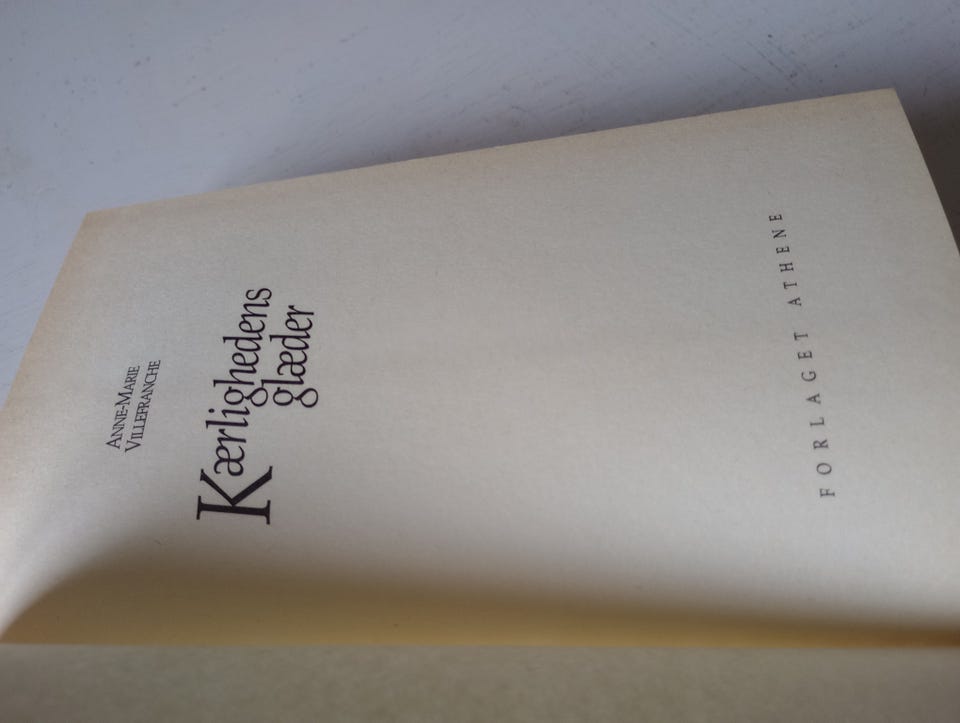 ANNE-MARIE
VILLEFRANCHE
Kærlighedens
glæder
FORLAGET ATHENE